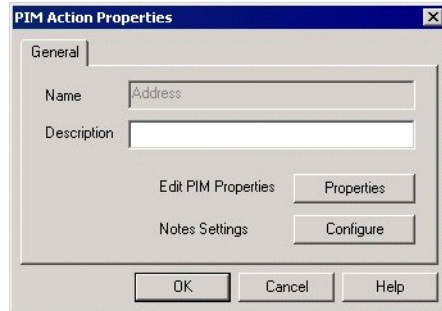 PIM Action Properties
General
Name Address
Description
Edit PIM Properties Properties
Notes Settings Configure
OK Cancel Help